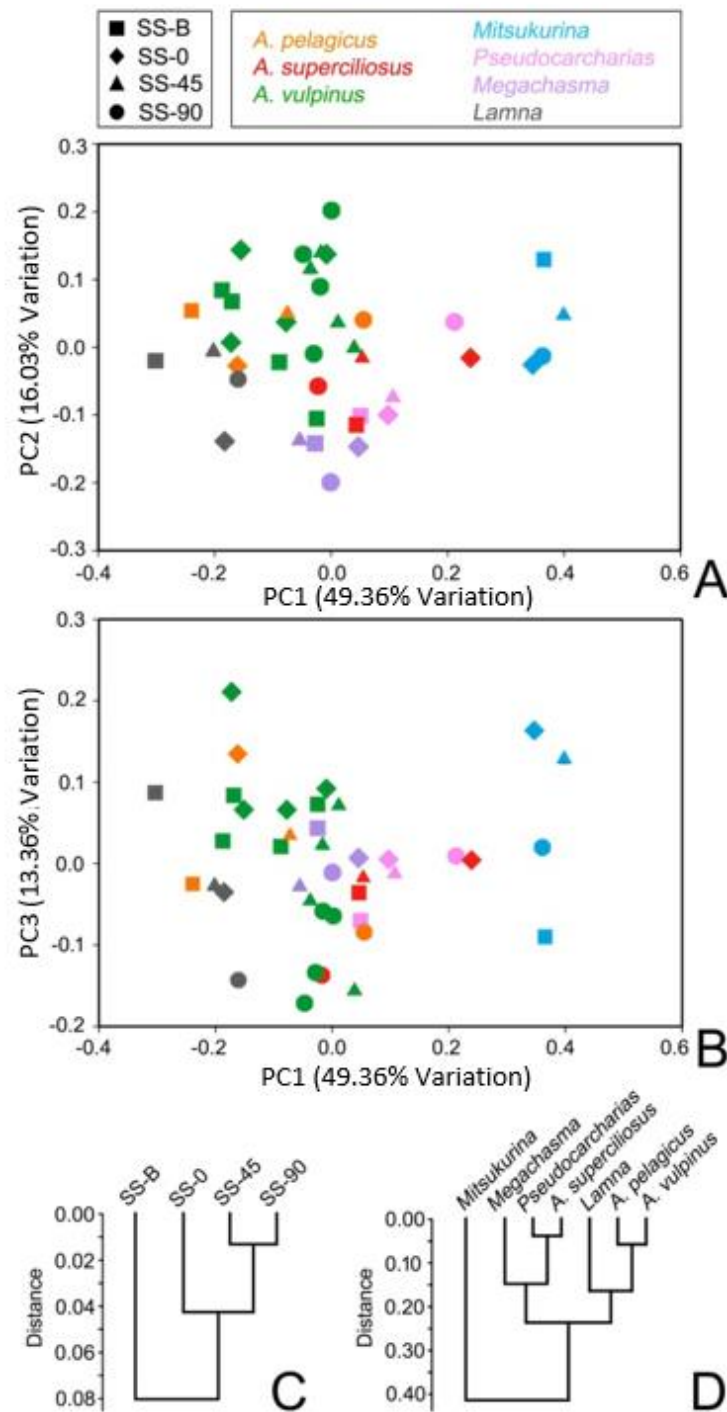 SS-B
SS-0
SS-45
SS-90
A. pelagicus
A. superciliosus
A. vulpinus
Mitsukurina
Pseudocarcharias
Megachasma
Lamna
0.3
0.2
0.1
0.0
-0.1
-0.2
-0.3
PC2 (16.03% Variation)
-0.4 -0.2 0.0 0.2 0.4 0.6
PC1 (49.36% Variation)
A
0.3
0.2
0.1
0.0
-0.1
-0.2
PC3 (13.36% Variation)
-0.4 -0.2 0.0 0.2 0.4 0.6
PC1 (49.36% Variation)
B
SS-B
SS-0
SS-45
SS-90
0.00
0.02
0.04
0.06
0.08
Distance
C
Mitsukurina
Megachasma
Pseudocarcharias
A. superciliosus
Lamna
A. pelagicus
A. vulpinus
0.00
0.10
0.20
0.30
0.40
Distance
D